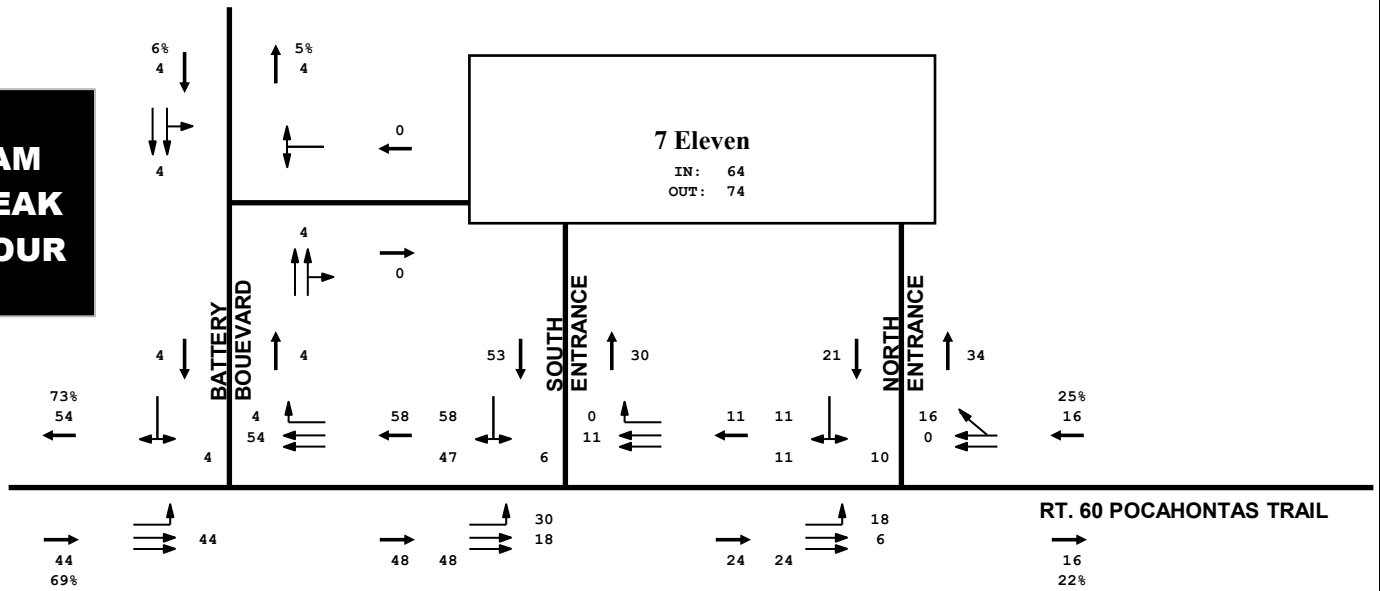 6% 5%
4 4
AM
EAK
OUR
0
4
7 Eleven
IN: 64
OUT: 74
4
0
BATTERY
BOUEVARD
SOUTH
ENTRANCE
NORTH
ENTRANCE
4 4 53 30 21 34
73% 25%
54 4 58 58 0 11 11 16 16
54 11 0
4 47 6 11 10
RT. 60 POCAHONTAS TRAIL
30 18
44 18 6
44 48 48 24 24 16
69% 22%